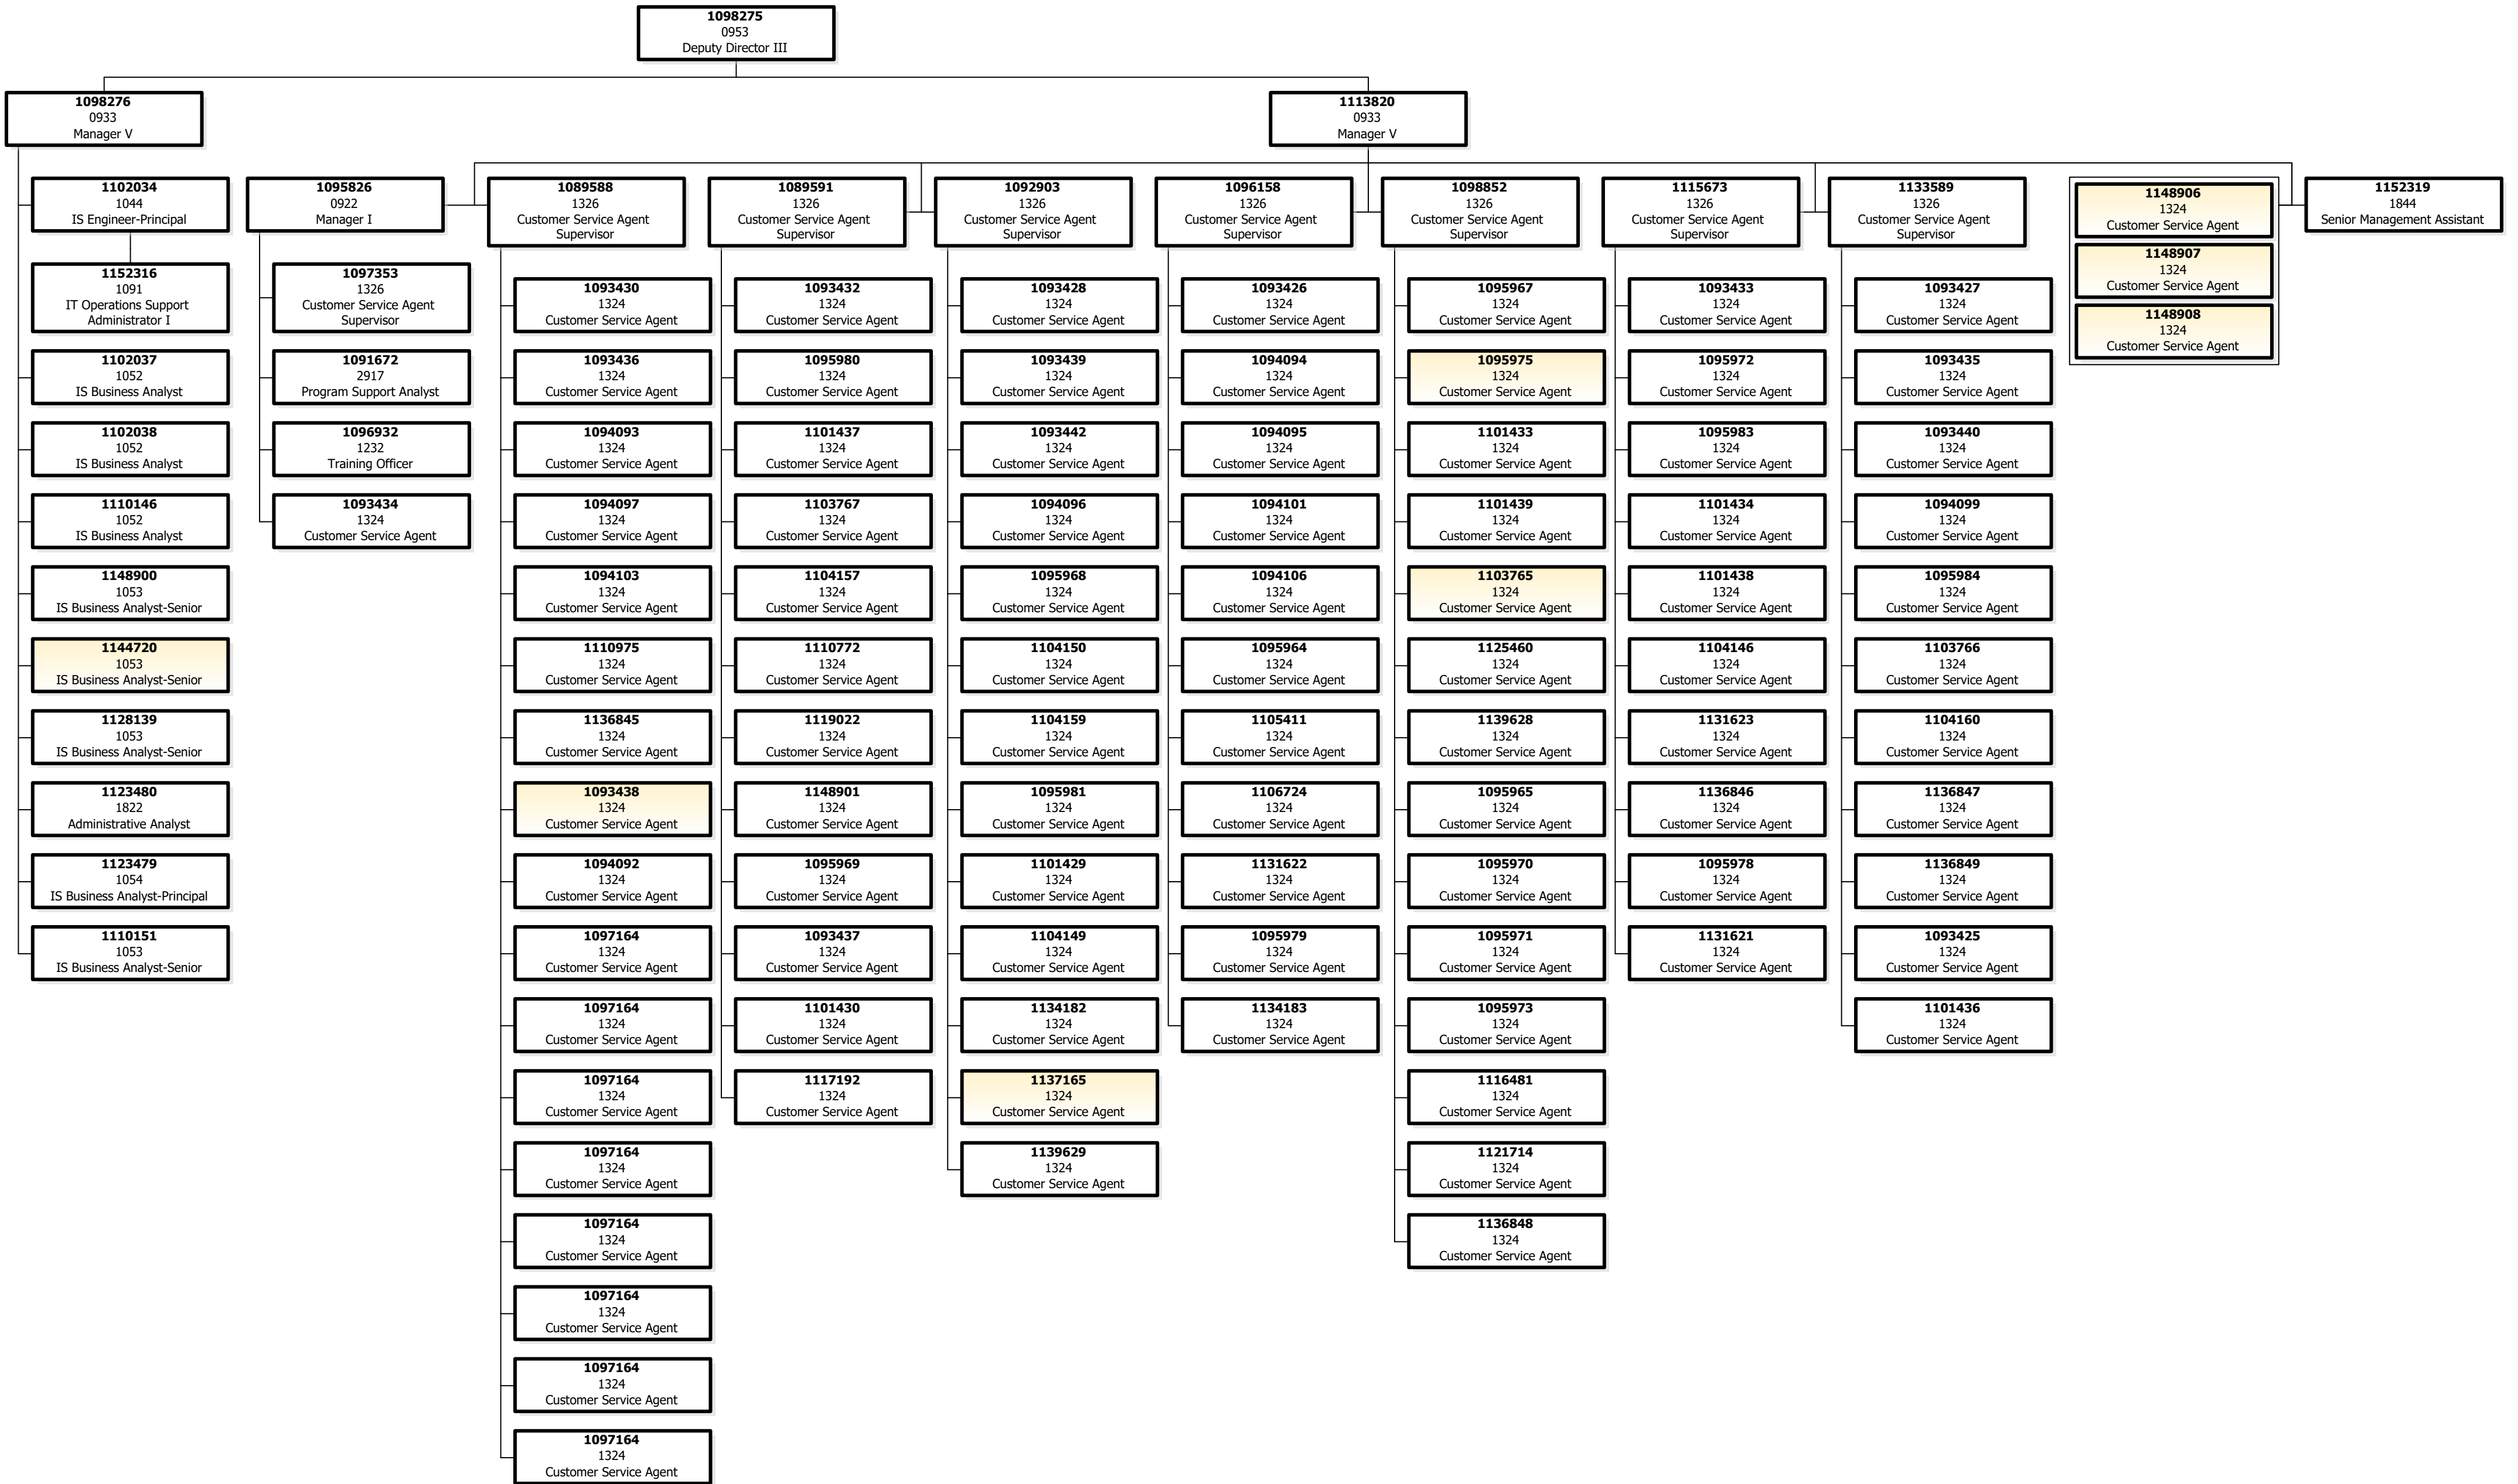 1098275
0953
Deputy Director III
1098276
0933
Manager V
1113820
0933
Manager V
1102034
1044
IS Engineer-Principal
1152316
1091
IT Operations Support
Administrator I
1102037
1052
IS Business Analyst
1102038
1052
IS Business Analyst
1110146
1052
IS Business Analyst
1148900
1053
IS Business Analyst-Senior
1144720
1053
IS Business Analyst-Senior
1128139
1053
IS Business Analyst-Senior
1123480
1822
Administrative Analyst
1123479
1054
IS Business Analyst-Principal
1110151
1053
IS Business Analyst-Senior
1095826
0922
Manager I
1097353
1326
Customer Service Agent
Supervisor
1091672
2917
Program Support Analyst
1096932
1232
Training Officer
1093434
1324
Customer Service Agent
1089588
1326
Customer Service Agent
Supervisor
1093430
1324
Customer Service Agent
1093436
1324
Customer Service Agent
1094093
1324
Customer Service Agent
1094097
1324
Customer Service Agent
1094103
1324
Customer Service Agent
1110975
1324
Customer Service Agent
1136845
1324
Customer Service Agent
1093438
1324
Customer Service Agent
1094092
1324
Customer Service Agent
1097164
1324
Customer Service Agent
1097164
1324
Customer Service Agent
1097164
1324
Customer Service Agent
1097164
1324
Customer Service Agent
1097164
1324
Customer Service Agent
1097164
1324
Customer Service Agent
1097164
1324
Customer Service Agent
1097164
1324
Customer Service Agent
1089591
1326
Customer Service Agent
Supervisor
1093432
1324
Customer Service Agent
1095980
1324
Customer Service Agent
1101437
1324
Customer Service Agent
1103767
1324
Customer Service Agent
1104157
1324
Customer Service Agent
1110772
1324
Customer Service Agent
1119022
1324
Customer Service Agent
1148901
1324
Customer Service Agent
1095969
1324
Customer Service Agent
1093437
1324
Customer Service Agent
1101430
1324
Customer Service Agent
1117192
1324
Customer Service Agent
1092903
1326
Customer Service Agent
Supervisor
1093428
1324
Customer Service Agent
1093439
1324
Customer Service Agent
1093442
1324
Customer Service Agent
1094096
1324
Customer Service Agent
1095968
1324
Customer Service Agent
1104150
1324
Customer Service Agent
1104159
1324
Customer Service Agent
1095981
1324
Customer Service Agent
1101429
1324
Customer Service Agent
1104149
1324
Customer Service Agent
1134182
1324
Customer Service Agent
1137165
1324
Customer Service Agent
1139629
1324
Customer Service Agent
1096158
1326
Customer Service Agent
Supervisor
1093426
1324
Customer Service Agent
1094094
1324
Customer Service Agent
1094095
1324
Customer Service Agent
1094101
1324
Customer Service Agent
1094106
1324
Customer Service Agent
1095964
1324
Customer Service Agent
1105411
1324
Customer Service Agent
1106724
1324
Customer Service Agent
1131622
1324
Customer Service Agent
1095979
1324
Customer Service Agent
1134183
1324
Customer Service Agent
1098852
1326
Customer Service Agent
Supervisor
1095967
1324
Customer Service Agent
1095975
1324
Customer Service Agent
1101433
1324
Customer Service Agent
1101439
1324
Customer Service Agent
1103765
1324
Customer Service Agent
1125460
1324
Customer Service Agent
1139628
1324
Customer Service Agent
1095965
1324
Customer Service Agent
1095970
1324
Customer Service Agent
1095971
1324
Customer Service Agent
1095973
1324
Customer Service Agent
1116481
1324
Customer Service Agent
1121714
1324
Customer Service Agent
1136848
1324
Customer Service Agent
1115673
1326
Customer Service Agent
Supervisor
1093433
1324
Customer Service Agent
1095972
1324
Customer Service Agent
1095983
1324
Customer Service Agent
1101434
1324
Customer Service Agent
1101438
1324
Customer Service Agent
1104146
1324
Customer Service Agent
1131623
1324
Customer Service Agent
1136846
1324
Customer Service Agent
1095978
1324
Customer Service Agent
1131621
1324
Customer Service Agent
1133589
1326
Customer Service Agent
Supervisor
1093427
1324
Customer Service Agent
1093435
1324
Customer Service Agent
1093440
1324
Customer Service Agent
1094099
1324
Customer Service Agent
1095984
1324
Customer Service Agent
1103766
1324
Customer Service Agent
1104160
1324
Customer Service Agent
1136847
1324
Customer Service Agent
1136849
1324
Customer Service Agent
1093425
1324
Customer Service Agent
1101436
1324
Customer Service Agent
1148906
1324
Customer Service Agent
1148907
1324
Customer Service Agent
1148908
1324
Customer Service Agent
1152319
1844
Senior Management Assistant